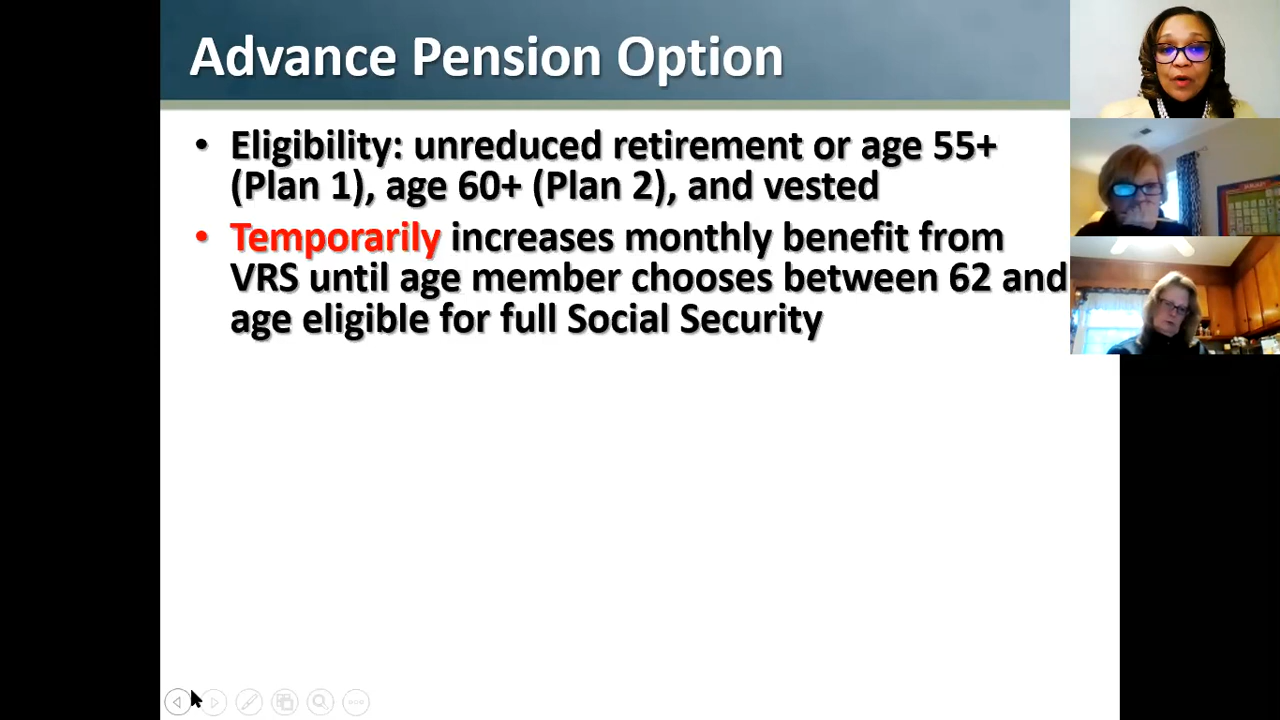 Advance Pension Option
• Eligibility: unreduced retirement or age 55+
(Plan 1), age 60+ (Plan 2), and vested
• Temporarily increases monthly benefit from
VRS until age member chooses between 62 and
age eligible for full Social Security